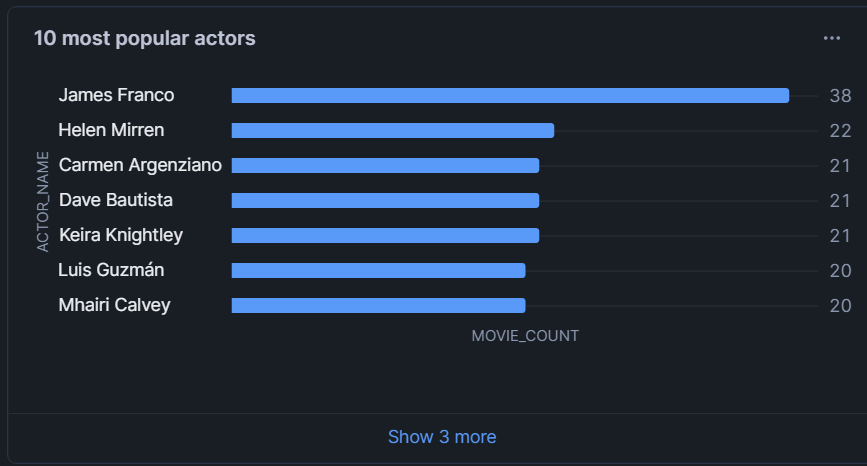 10 most popular actors
ACTOR_NAME
James Franco 38
Helen Mirren 22
Carmen Argenziano 21
Dave Bautista 21
Keira Knightley 21
Luis Guzmán 20
Mhairi Calvey 20
MOVIE_COUNT
Show 3 more